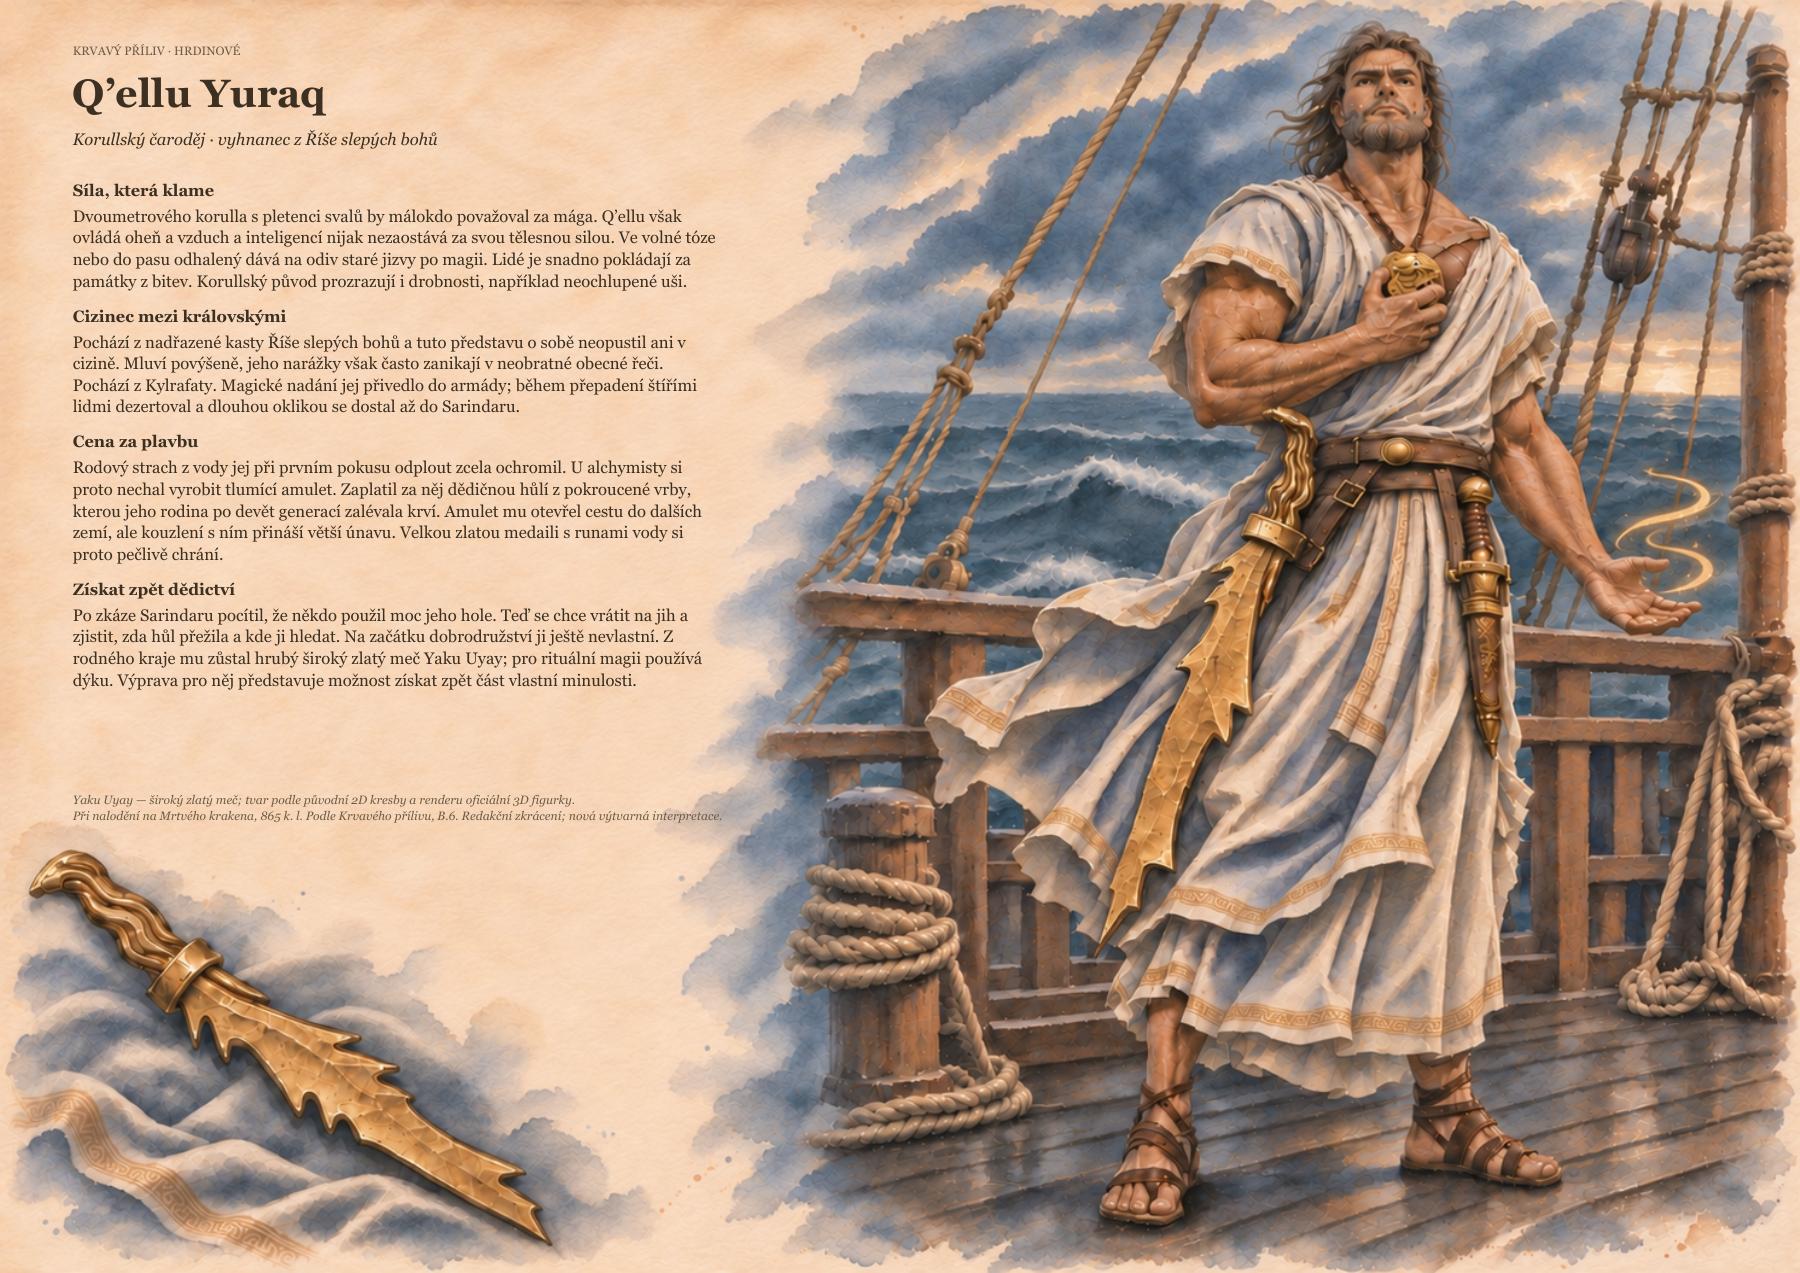 KRVAVÝ PŘÍLIV · HRDINOVÉ
Q’ellu Yuraq
Korullský čaroděj · vyhnanec z Říše slepých bohů
Síla, která klame
Dvoumetrového korulla s pletenci svalů by málokdo považoval za mága. Q’ellu však
ovládá oheň a vzduch a inteligencí nijak nezaostává za svou tělesnou silou. Ve volné tóze
nebo do pasu odhalený dává na odiv staré jizvy po magii. Lidé je snadno pokládají za
památky z bitev. Korullský původ prozrazují i drobnosti, například neochlupené uši.
Cizinec mezi královskými
Pochází z nadřazené kasty Říše slepých bohů a tuto představu o sobě neopustil ani v
cizině. Mluví povýšeně, jeho narážky však často zanikají v neobratné obecné řeči.
Pochází z Kylrafaty. Magické nadání jej přivedlo do armády; během přepadení štířími
lidmi dezertoval a dlouhou oklikou se dostal až do Sarindaru.
Cena za plavbu
Rodový strach z vody jej při prvním pokusu odplout zcela ochromil. U alchymisty si
proto nechal vyrobit tlumící amulet. Zaplatil za něj dědičnou hůlí z pokroucené vrby,
kterou jeho rodina po devět generací zalévala krví. Amulet mu otevřel cestu do dalších
zemí, ale kouzlení s ním přináší větší únavu. Velkou zlatou medaili s runami vody si
proto pečlivě chrání.
Získat zpět dědictví
Po zkáze Sarindaru pocítil, že někdo použil moc jeho hole. Teď se chce vrátit na jih a
zjistit, zda hůl přežila a kde ji hledat. Na začátku dobrodružství ji ještě nevlastní. Z
rodného kraje mu zůstal hrubý široký zlatý meč Yaku Uyay; pro rituální magii používá
dýku. Výprava pro něj představuje možnost získat zpět část vlastní minulosti.
Yaku Uyay — široký zlatý meč; tvar podle původní 2D kresby a renderu oficiální 3D figurky.
Při nalodění na Mrtvého krakena, 865 k. l. Podle Krvavého přílivu, B.6. Redakční zkrácení; nová výtvarná interpretace.